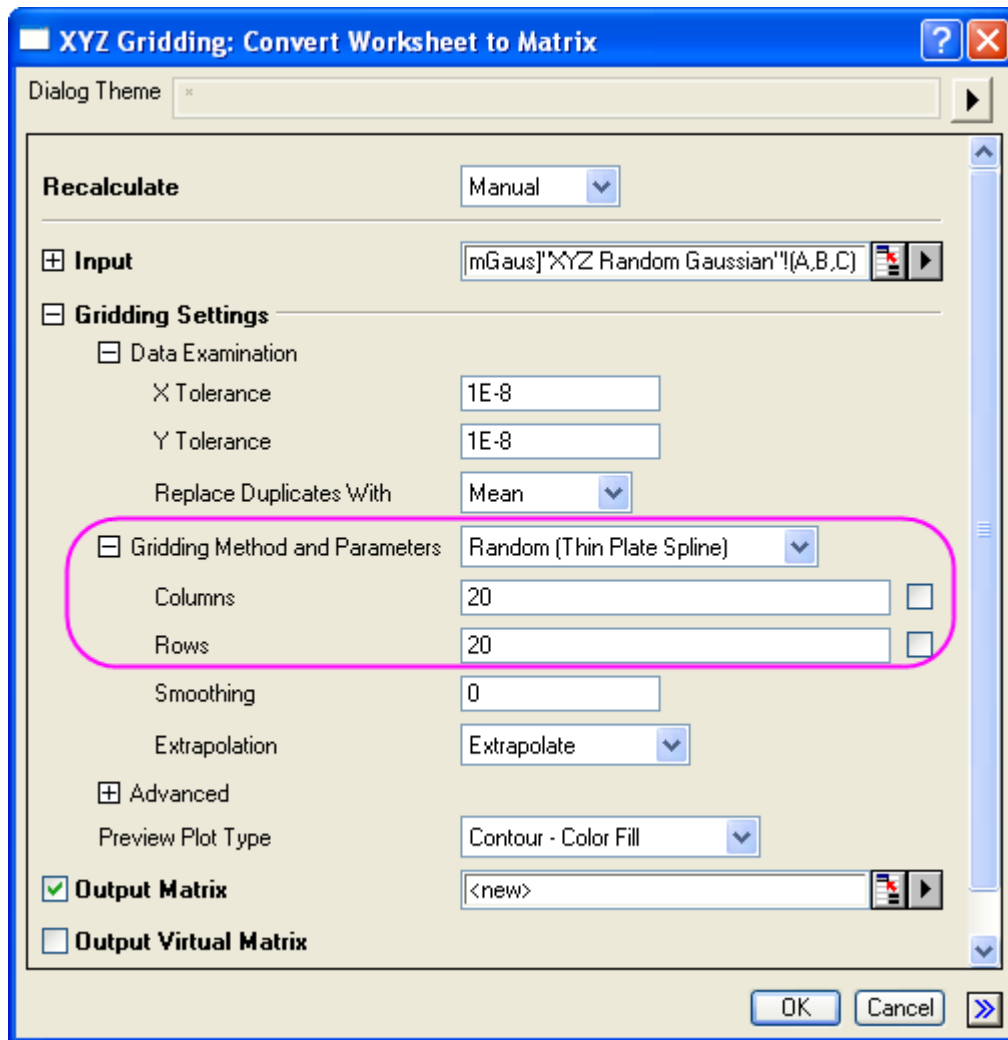 XYZ Gridding: Convert Worksheet to Matrix
Dialog Theme *
Recalculate Manual
Input mGaus]"XYZ Random Gaussian"!(A,B,C)
Gridding Settings
Data Examination
X Tolerance 1E-8
Y Tolerance 1E-8
Replace Duplicates With Mean
Gridding Method and Parameters Random (Thin Plate Spline)
Columns 20
Rows 20
Smoothing 0
Extrapolation Extrapolate
Advanced
Preview Plot Type Contour - Color Fill
Output Matrix <new>
Output Virtual Matrix
OK Cancel